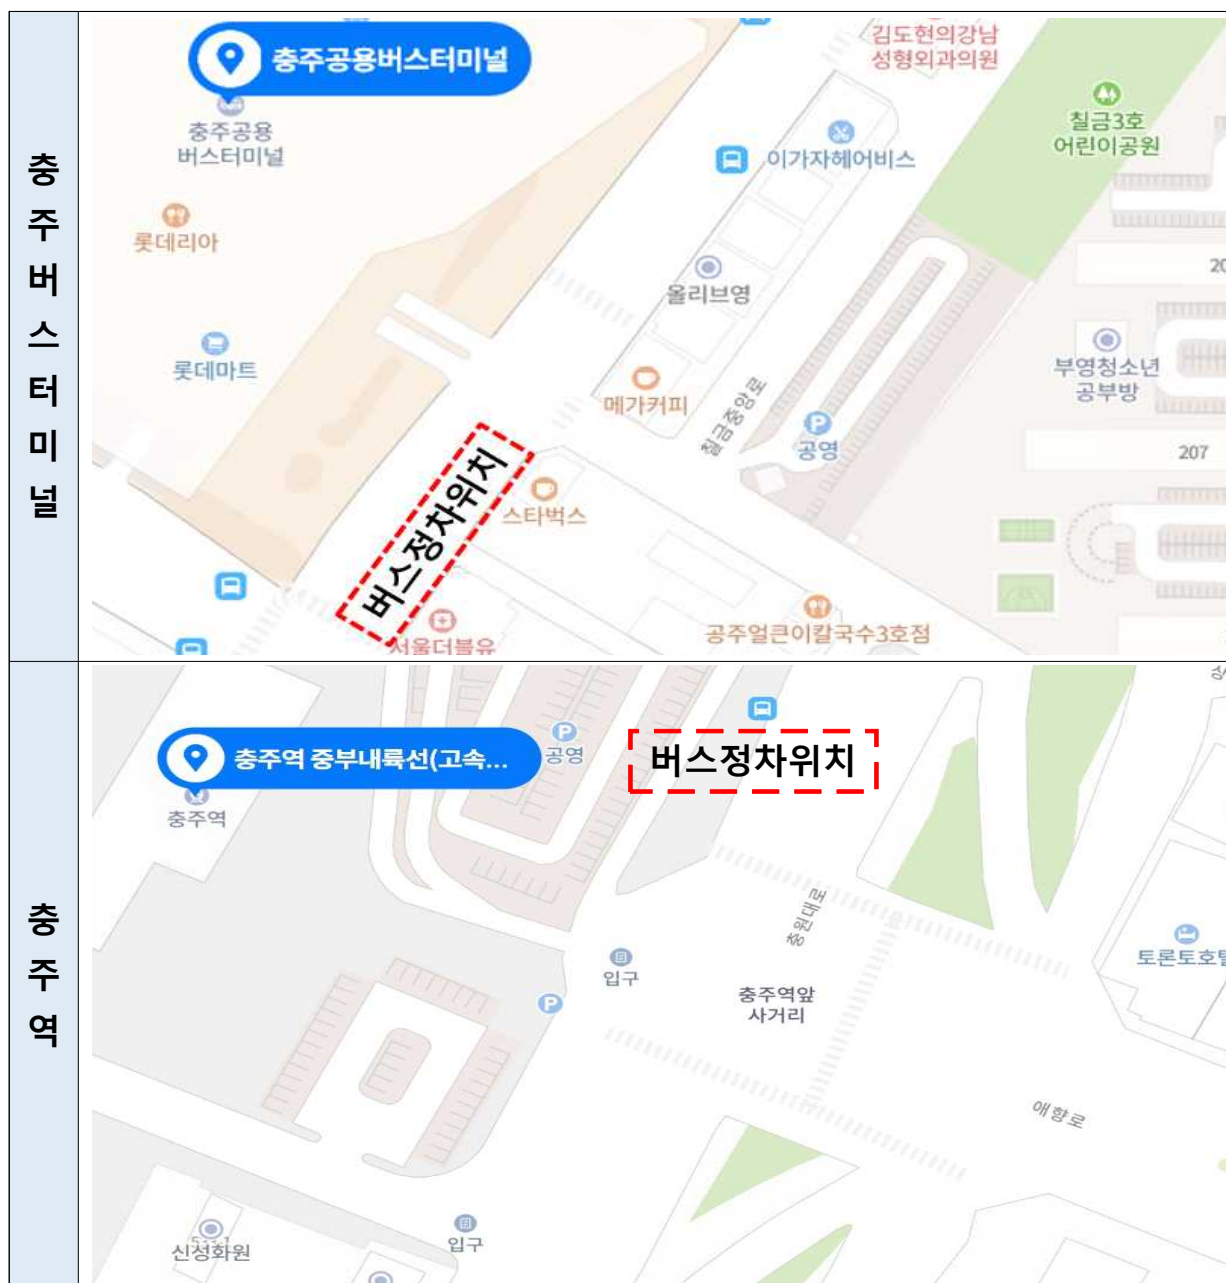 충주버스터미널
충주공용버스터미널
충주공용
버스터미널
롯데리아
롯데마트
김도현의강남
성형외과의원
칠금3호
어린이공원
이가자헤어비스
올리브영
메가커피
칠금중앙로
공영
부영청소년
공부방
20
207
버스정차위치
스타벅스
서울더블유
공주얼큰이칼국수3호점
충주역
충주역 중부내륙선(고속...
충주역
공영
버스정차위치
상
중원대로
입구
충주역앞
사거리
토론토호텔
애향로
신성화원
입구